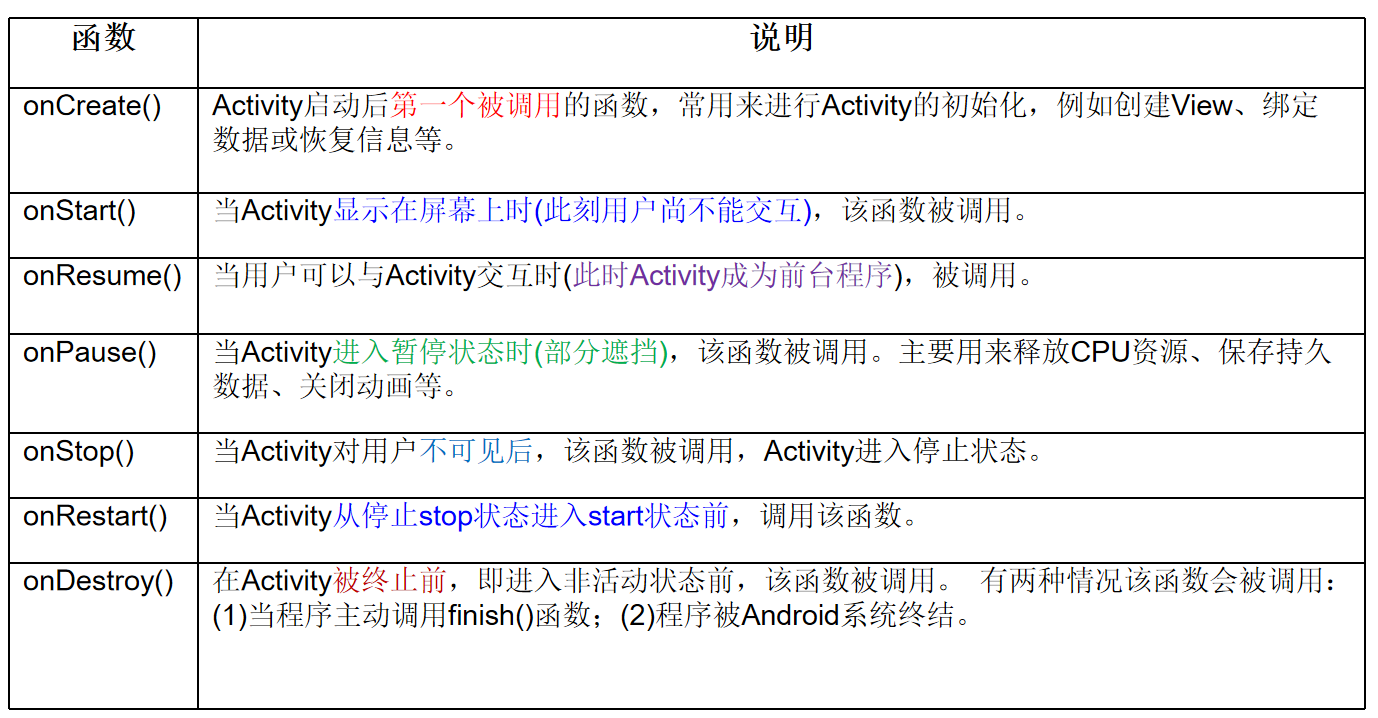 函数 说明
onCreate() Activity启动后第一个被调用的函数，常用来进行Activity的初始化，例如创建View、绑定
数据或恢复信息等。
onStart() 当Activity显示在屏幕上时(此刻用户尚不能交互)，该函数被调用。
onResume() 当用户可以与Activity交互时(此时Activity成为前台程序)，被调用。
onPause() 当Activity进入暂停状态时(部分遮挡)，该函数被调用。主要用来释放CPU资源、保存持久
数据、关闭动画等。
onStop() 当Activity对用户不可见后，该函数被调用，Activity进入停止状态。
onRestart() 当Activity从停止stop状态进入start状态前，调用该函数。
onDestroy() 在Activity被终止前，即进入非活动状态前，该函数被调用。 有两种情况该函数会被调用：
(1)当程序主动调用finish()函数；(2)程序被Android系统终结。